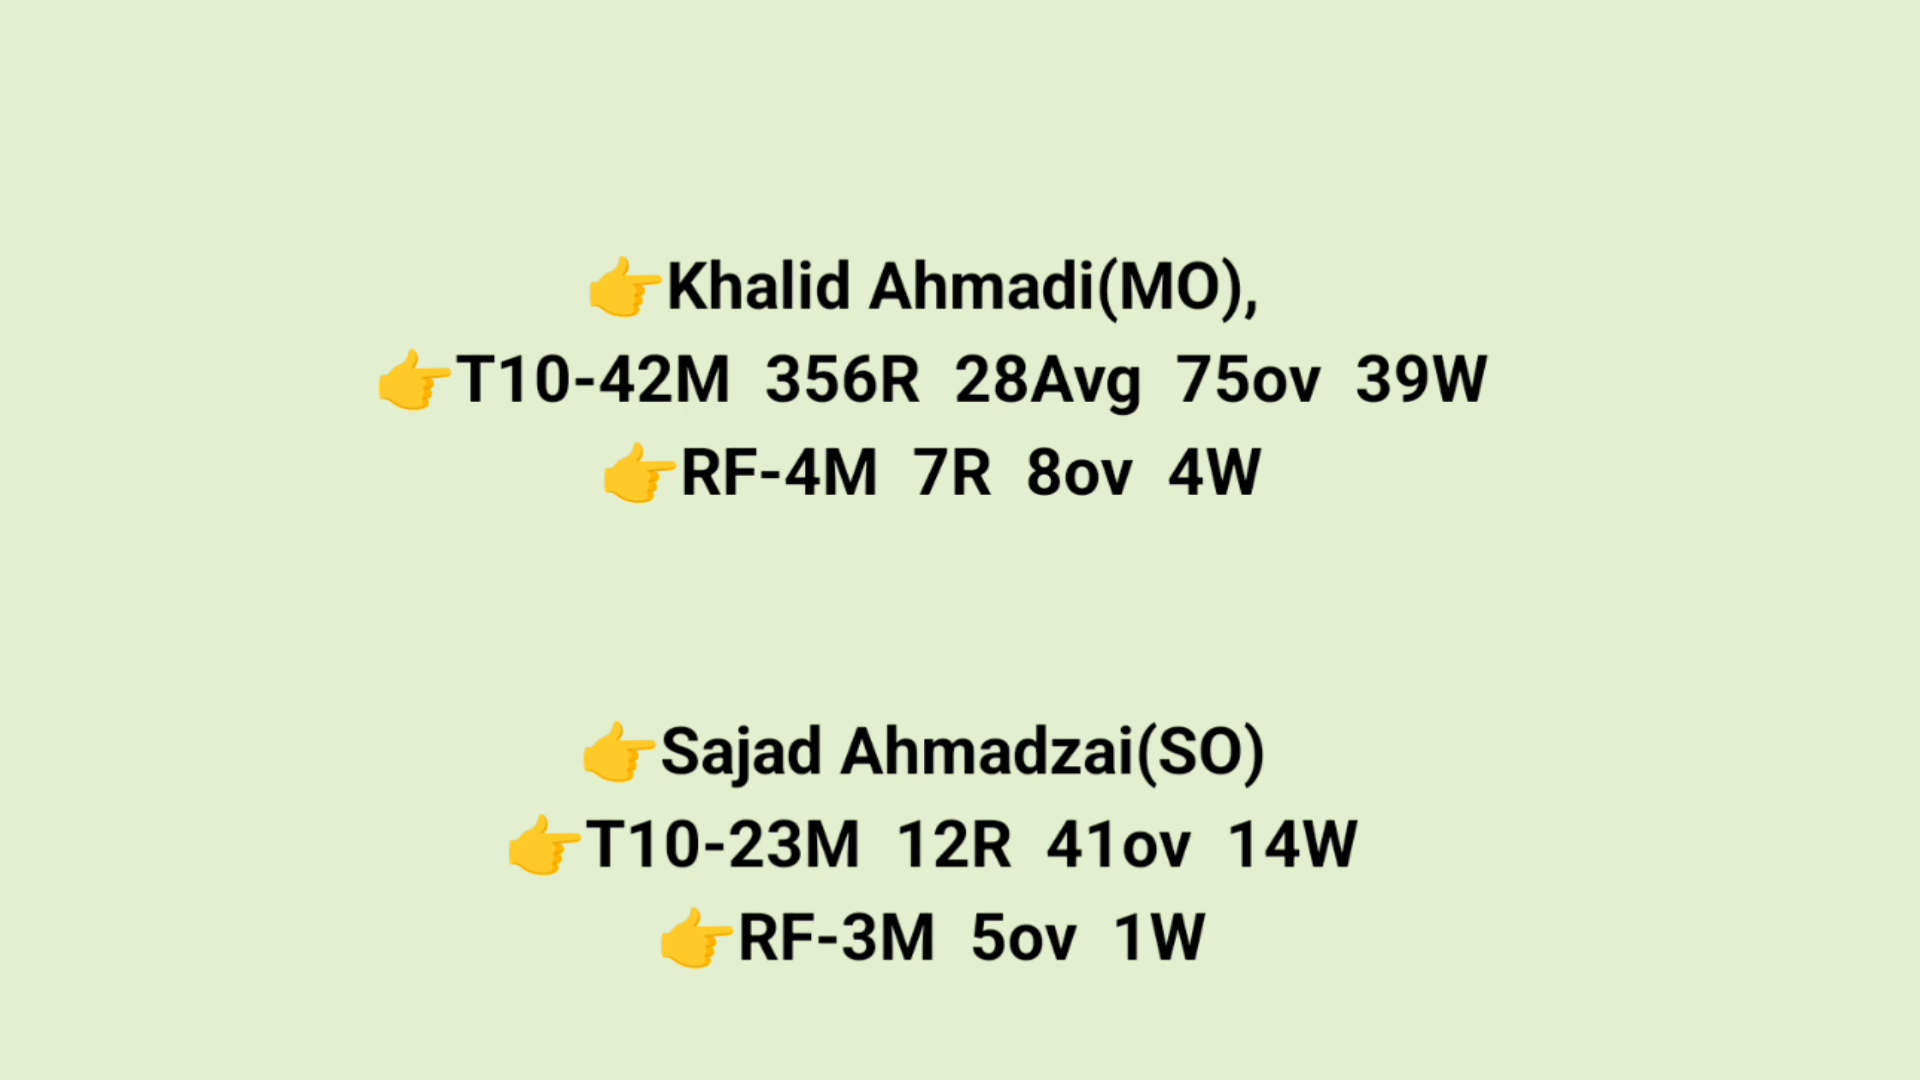 👉Khalid Ahmadi(MO),
👉T10-42M 356R 28Avg 75ov 39W
👉RF-4M 7R 8ov 4W
👉Sajad Ahmadzai(SO)
👉T10-23M 12R 41ov 14W
👉RF-3M 5ov 1W